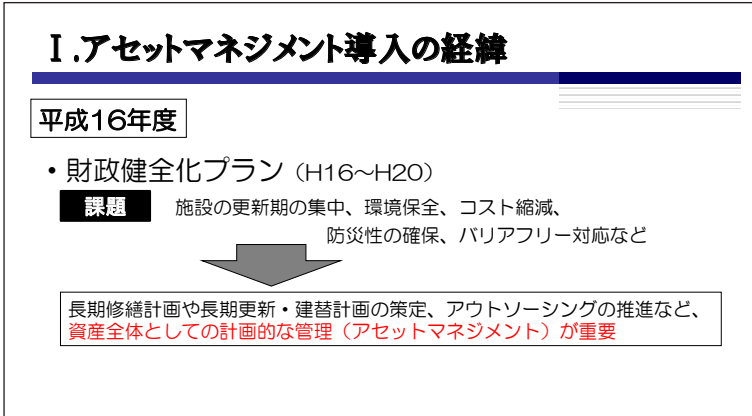 Ⅰ.アセットマネジメント導入の経緯
平成16年度
・財政健全化プラン（H16～H20）
課題 施設の更新期の集中、環境保全、コスト縮減、
防災性の確保、バリアフリー対応など
長期修繕計画や長期更新・建替計画の策定、アウトソーシングの推進など、
資産全体としての計画的な管理（アセットマネジメント）が重要